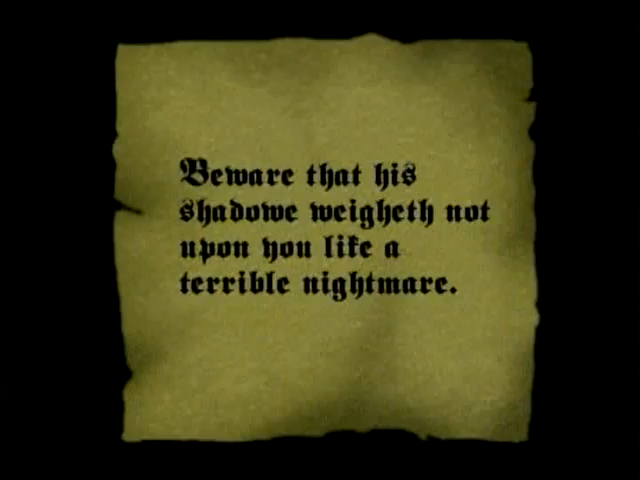 Beware that his
shadowe weigheth not
upon you like a
terrible nightmare.